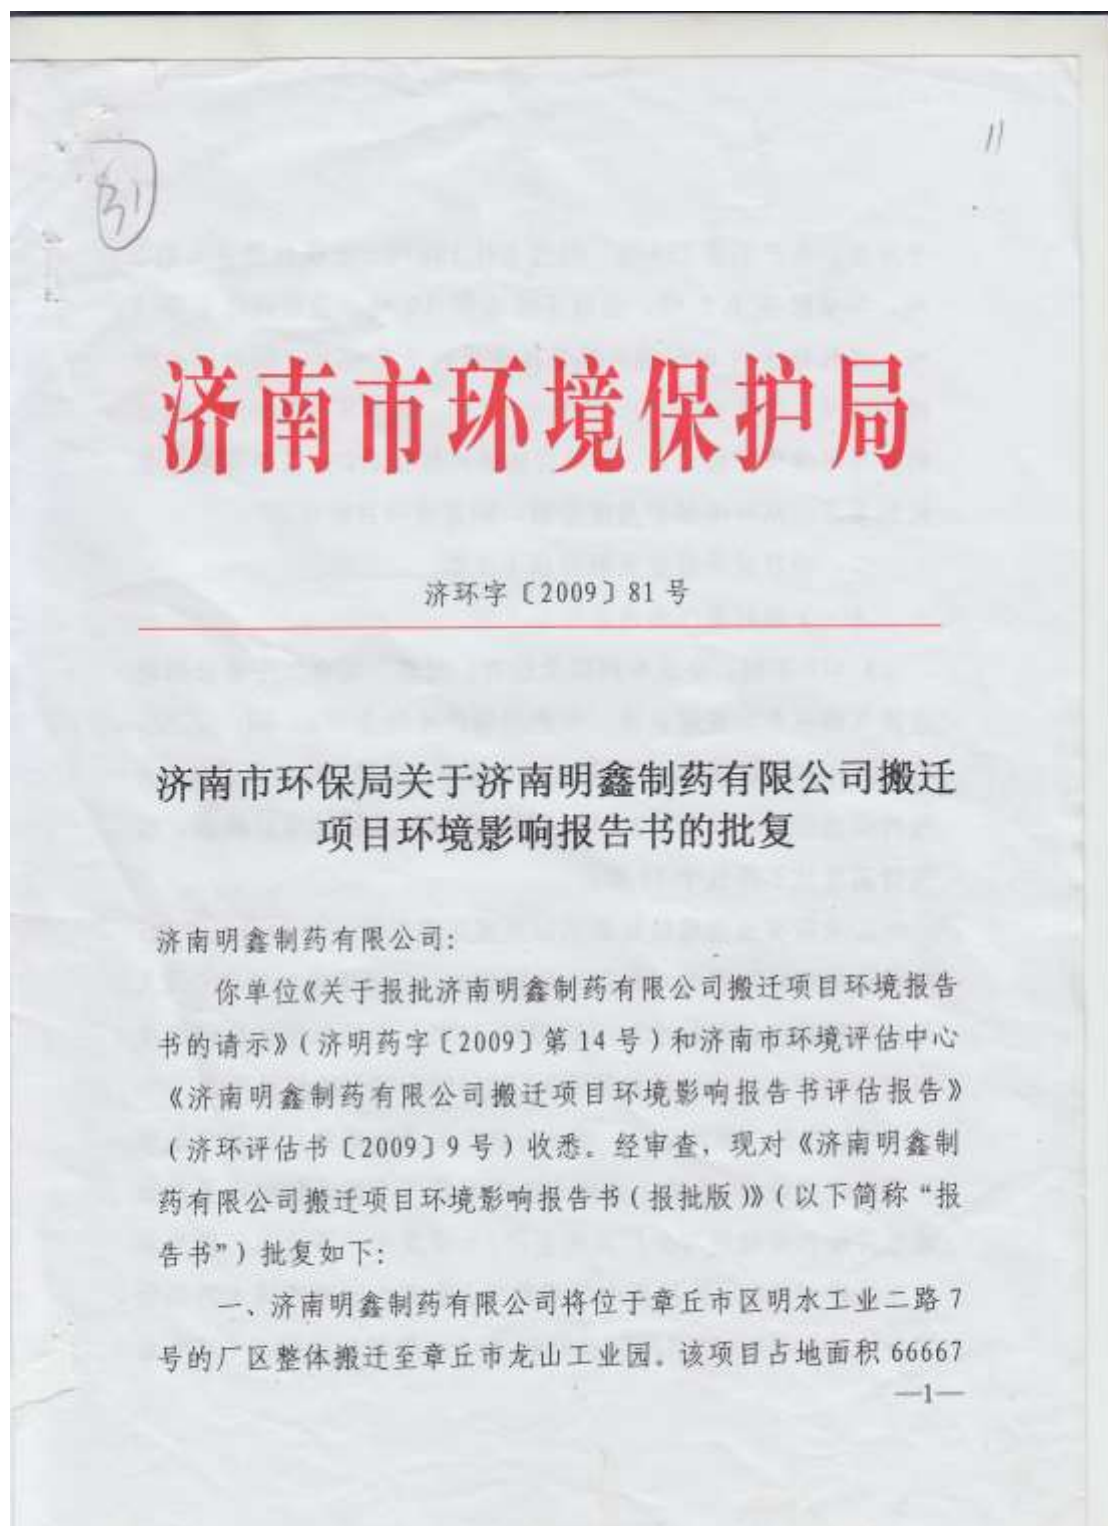 11
31
济南市环境保护局
济环字〔2009〕81号
济南市环保局关于济南明鑫制药有限公司搬迁
项目环境影响报告书的批复
济南明鑫制药有限公司:
你单位《关于报批济南明鑫制药有限公司搬迁项目环境报告
书的请示》(济明药字〔2009〕第14号)和济南市环境评估中心
《济南明鑫制药有限公司搬迁项目环境影响报告书评估报告》
(济环评估书〔2009〕9号)收悉。经审查,现对《济南明鑫制
药有限公司搬迁项目环境影响报告书(报批版)》(以下简称“报
告书”)批复如下:
一、济南明鑫制药有限公司将位于章丘市区明水工业二路7
号的厂区整体搬迁至章丘市龙山工业园。该项目占地面积66667
—1—